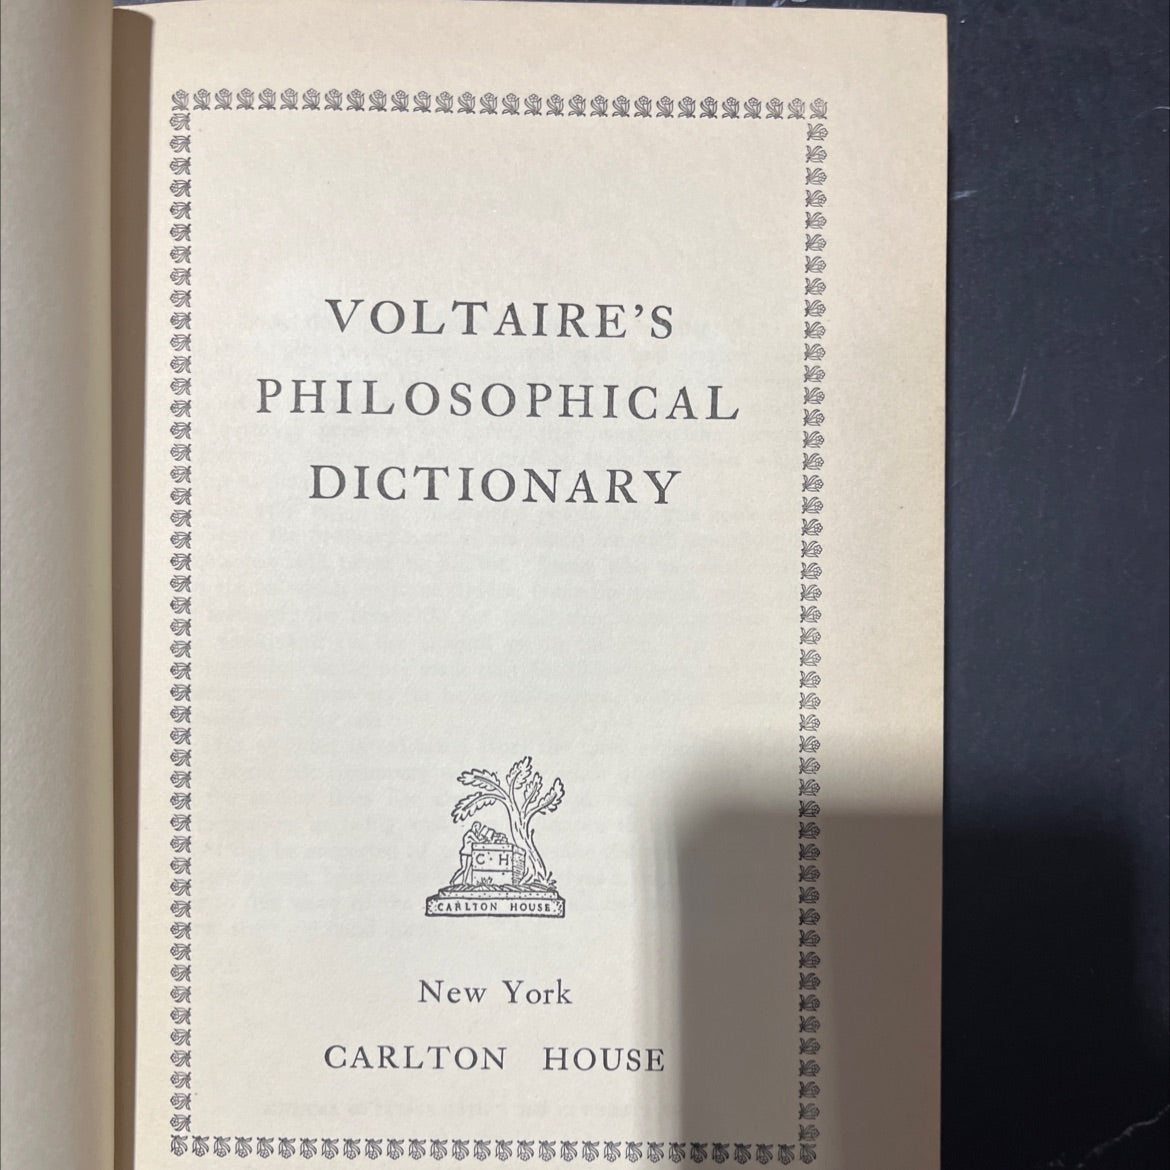 VOLTAIRE’S
PHILOSOPHICAL
DICTIONARY
C·H
CARLTON HOUSE
New York
CARLTON HOUSE